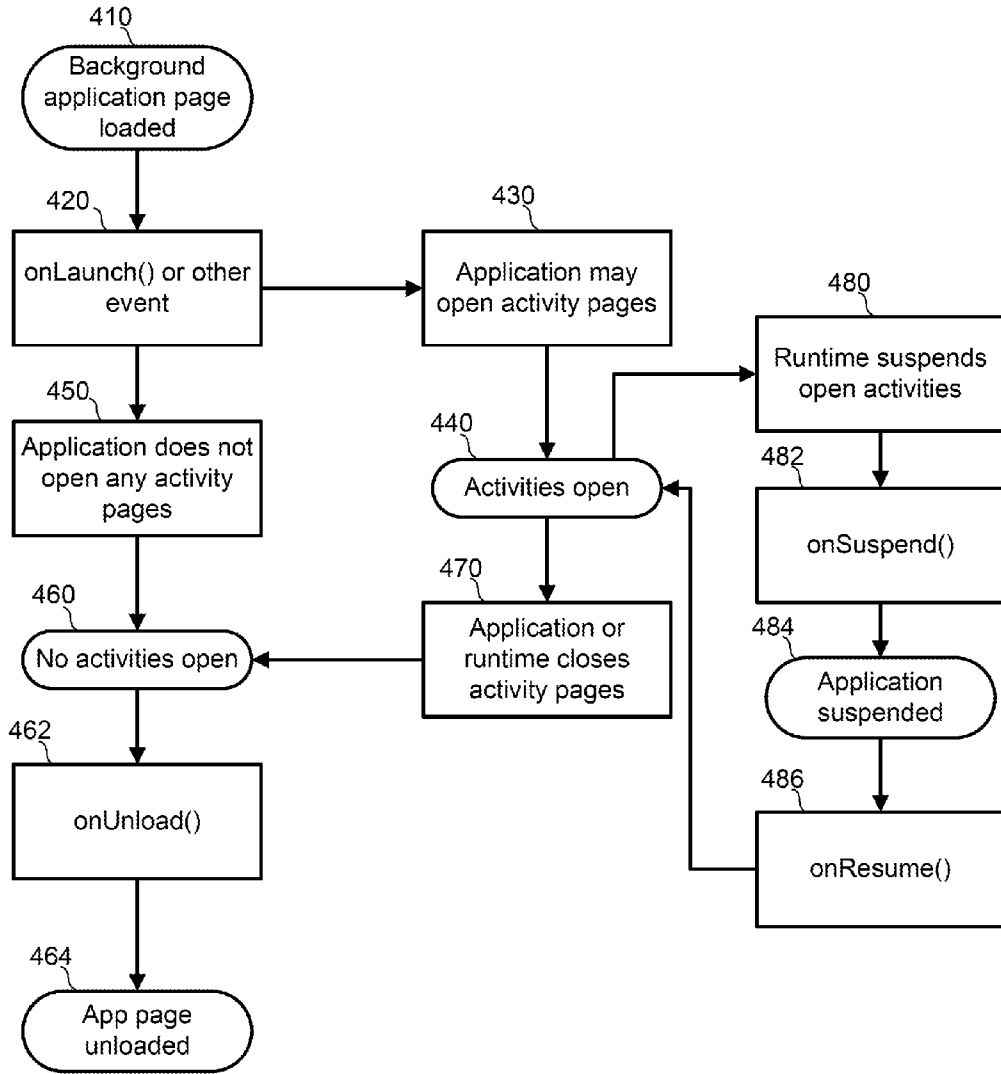 410
Background
application page
loaded
420
onLaunch() or other
event
430
Application may
open activity pages
480
Runtime suspends
open activities
450
Application does not
open any activity
pages
440
Activities open
482
onSuspend()
460
No activities open
470
Application or
runtime closes
activity pages
484
Application
suspended
462
onUnload()
486
onResume()
464
App page
unloaded